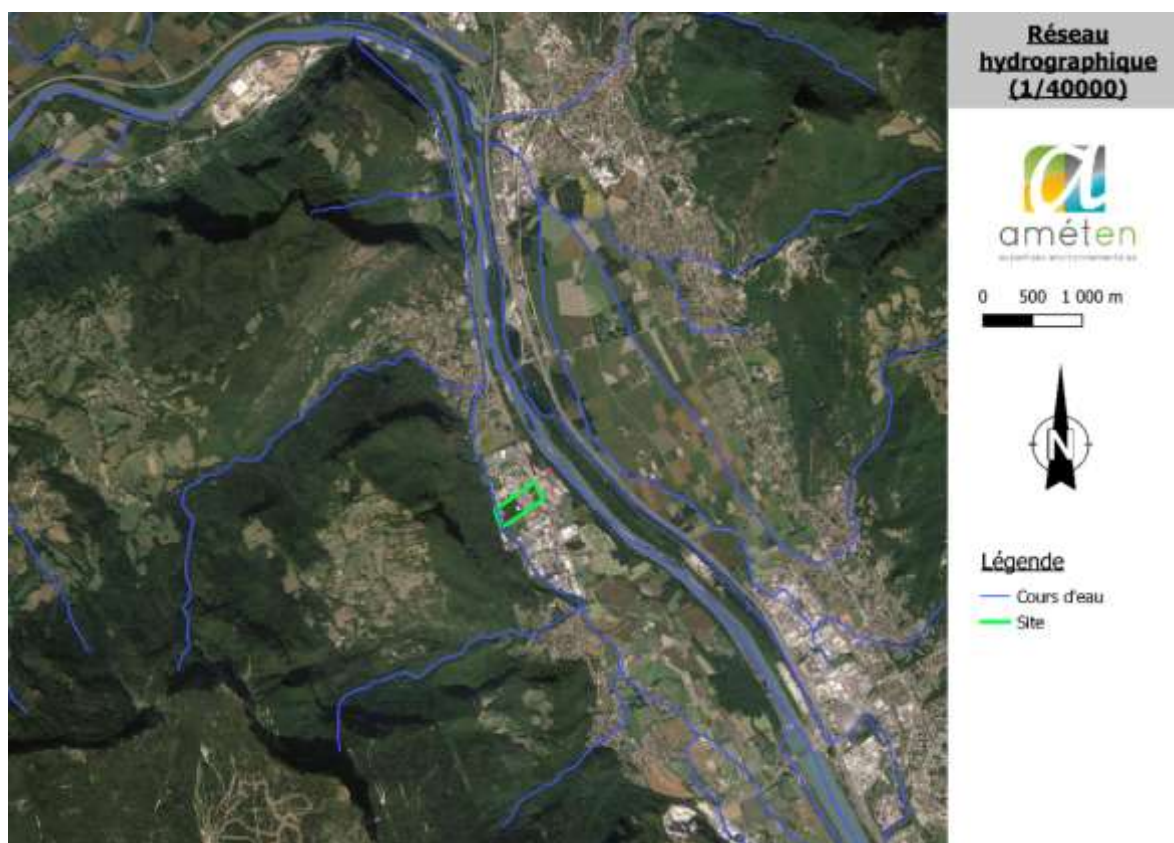 Réseau
hydrographique
(1/40000)
améten
0 500 1 000 m
N
Légende
Cours d'eau
Site